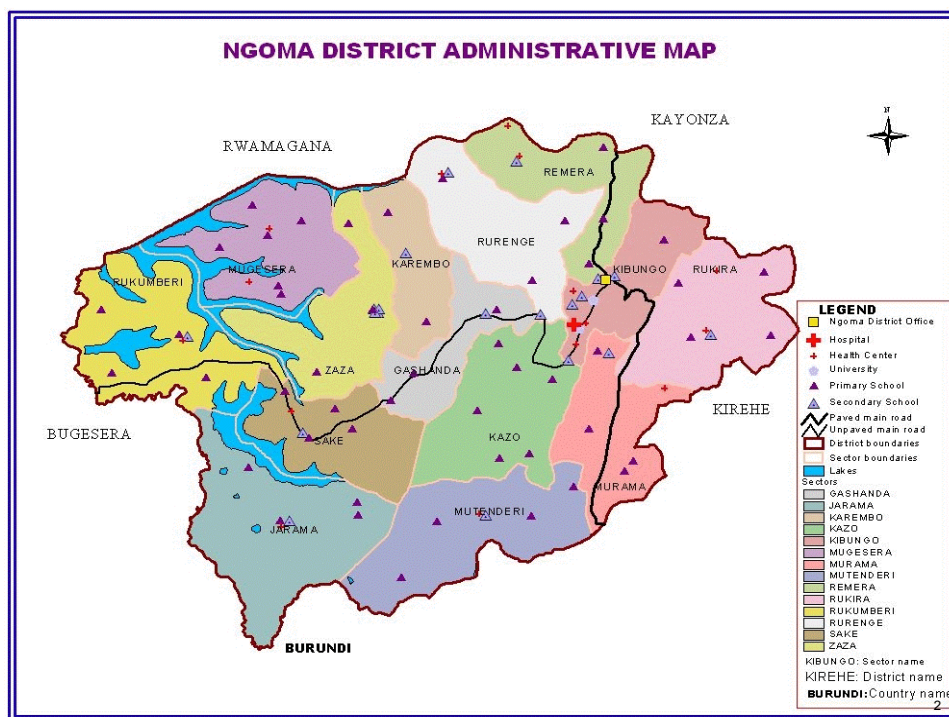 NGOMA DISTRICT ADMINISTRATIVE MAP
N
KAYONZA
RWAMAGANA
REMERA
RURENGE
KAREMBO
KIBUNGO
RUKIRA
MUGESERA
RUKUMBERI
ZAZA
GASHANDA
KIREHE
BUGESERA
SAKE
KAZO
MURAMA
MUTENDERI
JARAMA
BURUNDI
LEGEND
Ngoma District Office
Hospital
Health Center
University
Primary School
Secondary School
Paved main road
Unpaved main road
District boundaries
Sector boundaries
Lakes
Sectors
GASHANDA
JARAMA
KAREMBO
KAZO
KIBUNGO
MUGESERA
MURAMA
MUTENDERI
REMERA
RUKIRA
RUKUMBERI
RURENGE
SAKE
ZAZA
KIBUNGO: Sector name
KIREHE: District name
BURUNDI: Country name
2